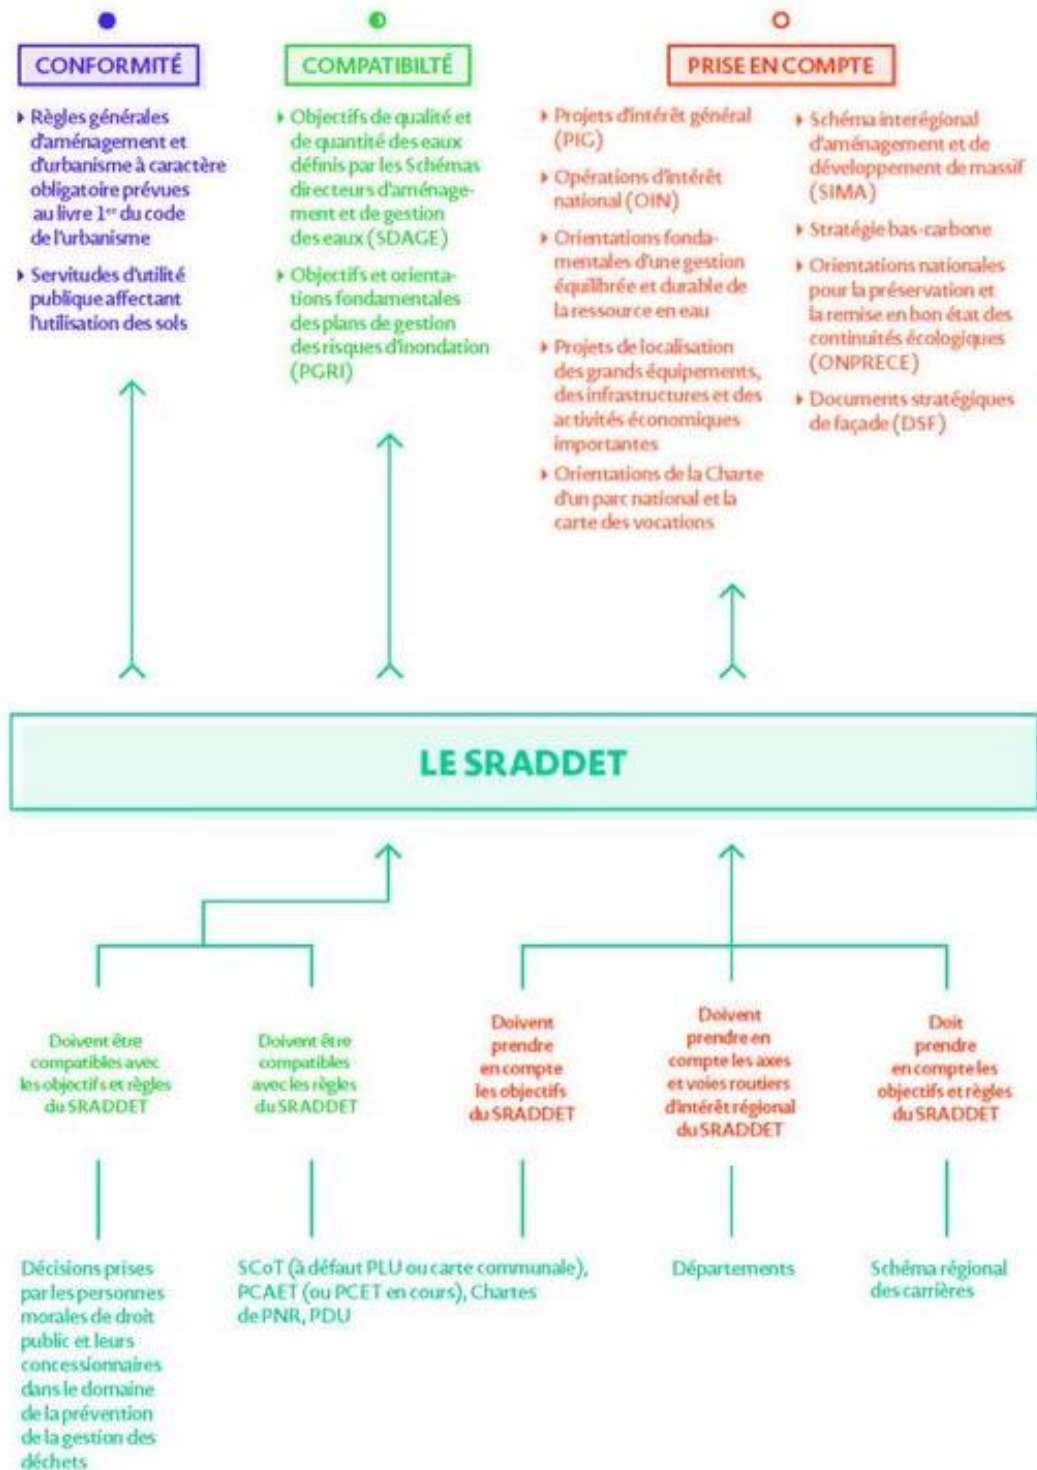 CONFORMITÉ
Règles générales
d'aménagement et
d'urbanisme à caractère
obligatoire prévues
au livre 1er du code
de l'urbanisme
Servitudes d'utilité
publique affectant
l'utilisation des sols
COMPATIBILTÉ
Objectifs de qualité et
de quantité des eaux
définis par les Schémas
directeurs d'aménage-
ment et de gestion
des eaux (SDAGE)
Objectifs et orienta-
tions fondamentales
des plans de gestion
des risques d'inondation
(PGRI)
PRISE EN COMPTE
Projets d'intérêt général
(PIG)
Opérations d'intérêt
national (OIN)
Orientations fonda-
mentales d'une gestion
équilibrée et durable de
la ressource en eau
Projets de localisation
des grands équipements,
des infrastructures et des
activités économiques
importantes
Orientations de la Charte
d'un parc national et la
carte des vocations
Schéma interégional
d'aménagement et de
développement de massif
(SIMA)
Stratégie bas-carbone
Orientations nationales
pour la préservation et
la remise en bon état des
continuités écologiques
(ONPRECE)
Documents stratégiques
de façade (DSF)
LE SRADDET
Doivent être
compatibles avec
les objectifs et règles
du SRADDET
Doivent être
compatibles
avec les règles
du SRADDET
Doivent
prendre
en compte
les objectifs
du SRADDET
Doivent
prendre en
compte les axes
et voies routiers
d'intérêt régional
du SRADDET
Doit
prendre
en compte les
objectifs et règles
du SRADDET
Décisions prises
par les personnes
morales de droit
public et leurs
concessionnaires
dans le domaine
de la prévention
de la gestion des
déchets
SCoT (à défaut PLU ou carte communale),
PCAET (ou PCET en cours), Chartes
de PNR, PDU
Départements
Schéma régional
des carrières